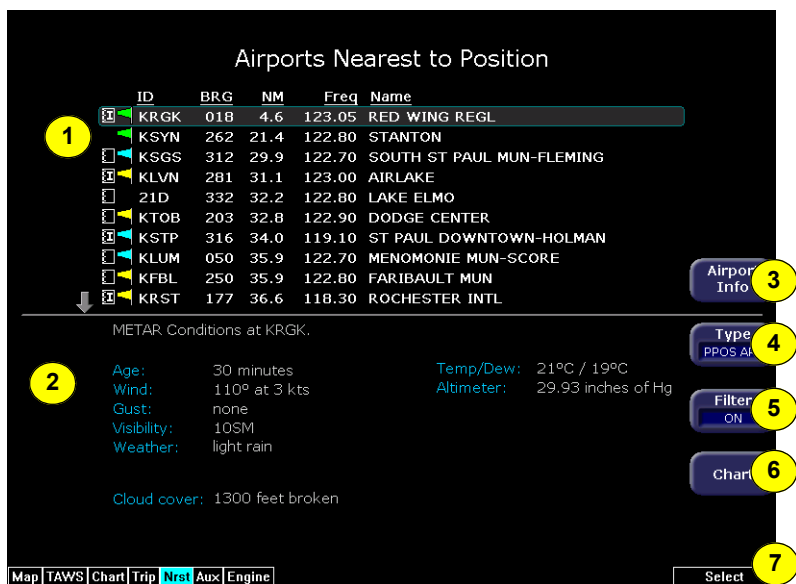 Airports Nearest to Position
ID BRG NM Freq Name
I KRGK 018 4.6 123.05 RED WING REGL
1
KSYN 262 21.4 122.80 STANTON
KSGS 312 29.9 122.70 SOUTH ST PAUL MUN-FLEMING
I KLVN 281 31.1 123.00 AIRLAKE
21D 332 32.2 122.80 LAKE ELMO
KTOB 203 32.8 122.90 DODGE CENTER
I KSTP 316 34.0 119.10 ST PAUL DOWNTOWN-HOLMAN
KLUM 050 35.9 122.70 MENOMONIE MUN-SCORE
KFBL 250 35.9 122.80 FARIBAULT MUN
I KRST 177 36.6 118.30 ROCHESTER INTL
Airport
Info
3
METAR Conditions at KRGK.
Type
PPOS AP
4
Age: 30 minutes
Temp/Dew: 21ºC / 19ºC
2
Wind: 110º at 3 kts
Altimeter: 29.93 inches of Hg
Gust: none
Visibility: 10SM
Weather: light rain
Filter
ON
5
Cloud cover: 1300 feet broken
Chart
6
Map TAWS Chart Trip Nrst Aux Engine
Select
7